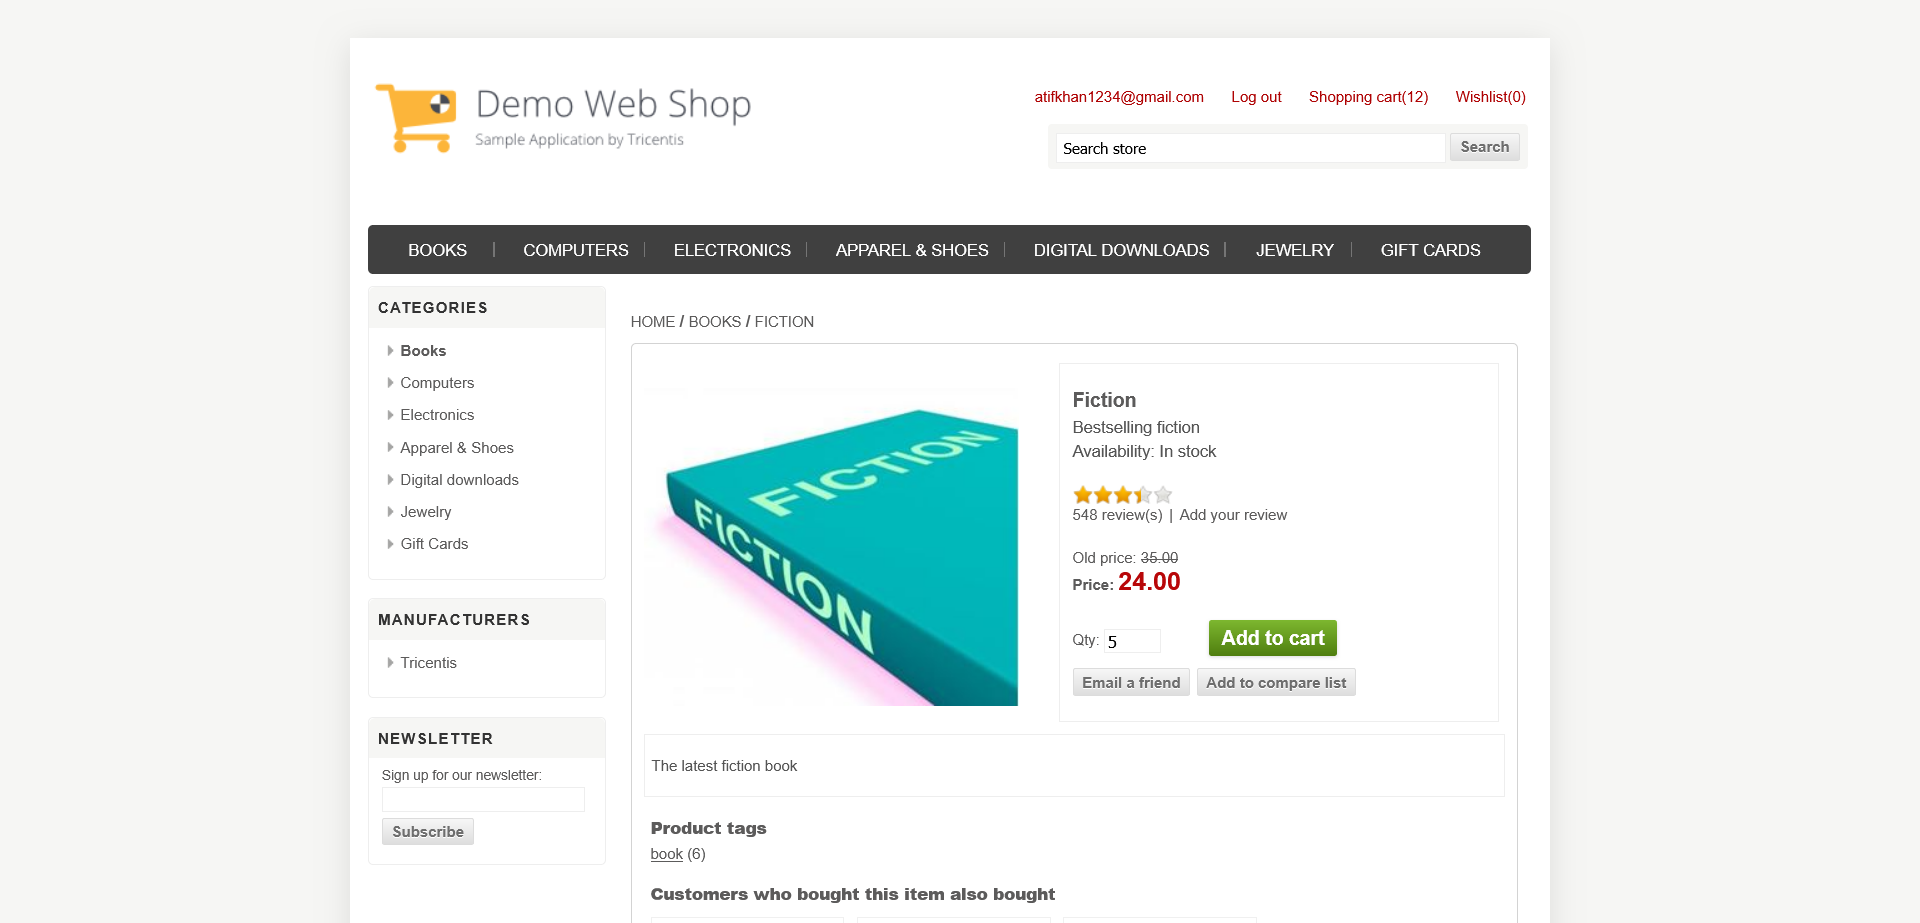 Demo Web Shop
Sample Application by Tricentis
atifkhan1234@gmail.com Log out Shopping cart(12) Wishlist(0)
Search store Search
BOOKS COMPUTERS ELECTRONICS APPAREL & SHOES DIGITAL DOWNLOADS JEWELRY GIFT CARDS
CATEGORIES
Books
Computers
Electronics
Apparel & Shoes
Digital downloads
Jewelry
Gift Cards
MANUFACTURERS
Tricentis
NEWSLETTER
Sign up for our newsletter:
Subscribe
HOME / BOOKS / FICTION
FICTION
FICTION
Fiction
Bestselling fiction
Availability: In stock
548 review(s) | Add your review
Old price: 35.00
Price: 24.00
Qty: 5 Add to cart
Email a friend Add to compare list
The latest fiction book
Product tags
book (6)
Customers who bought this item also bought